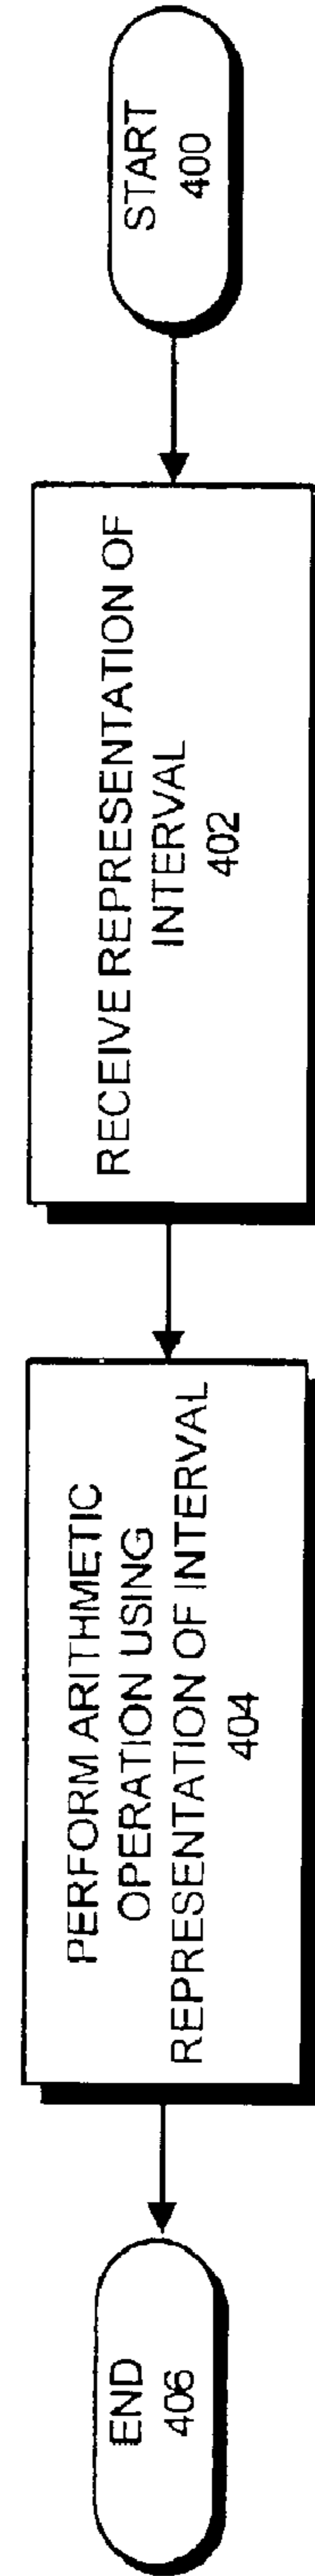 START
400
RECEIVE REPRESENTATION OF
INTERVAL
402
PERFORM ARITHMETIC
OPERATION USING
REPRESENTATION OF INTERVAL
404
END
406